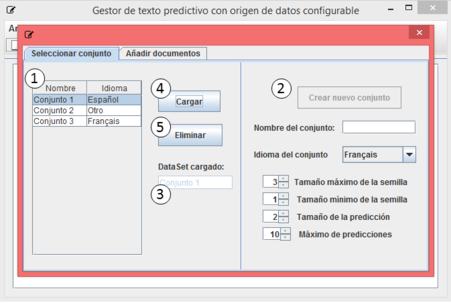 Gestor de texto predictivo con origen de datos configurable
Seleccionar conjunto
Añadir documentos
1
Nombre Idioma
Conjunto 1 Español
Conjunto 2 Otro
Conjunto 3 Français
4
Cargar
5
Eliminar
DataSet cargado:
Conjunto 1
3
2
Crear nuevo conjunto
Nombre del conjunto:
Idioma del conjunto Français
3 Tamaño máximo de la semilla
1 Tamaño mínimo de la semilla
2 Tamaño de la predicción
10 Máximo de predicciones